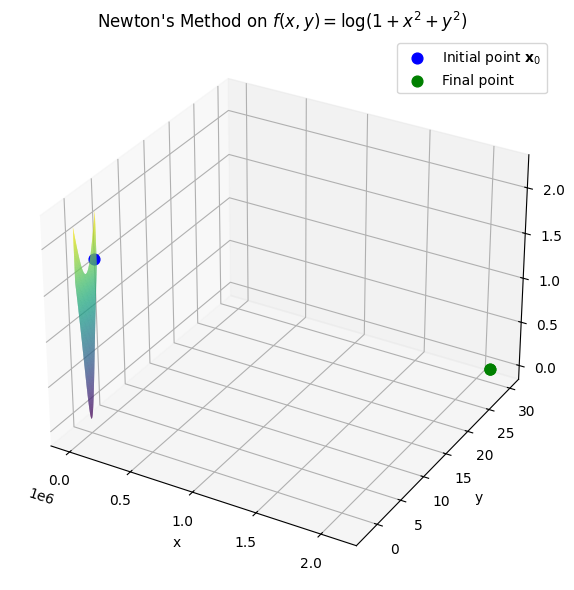 Newton's Method on f(x, y) = log(1 + x² + y²)
Initial point x₀
Final point
2.0
1.5
1.0
0.5
0.0
30
25
20
15
10
5
0
y
0.0
0.5
1.0
1.5
2.0
1e6
x